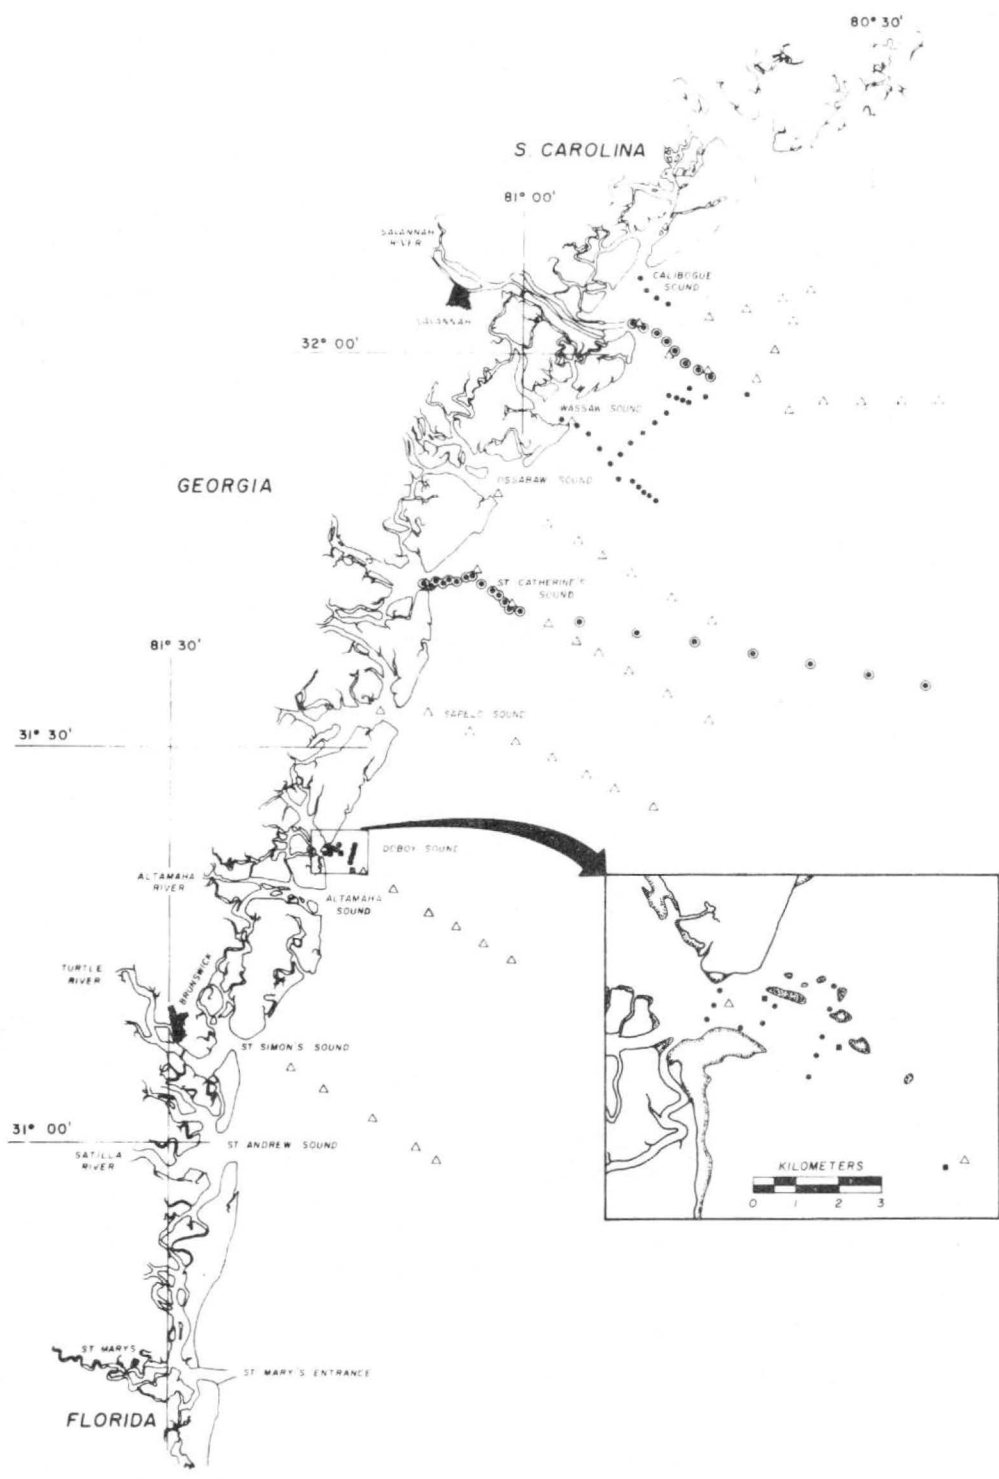 80° 30'
S. CAROLINA
81° 00'
SAVANNAH
RIVER
CALIBOGUE
SOUND
SAVANNAH
32° 00'
WASSAW SOUND
OSSABAW SOUND
GEORGIA
ST CATHERINE'S
SOUND
81° 30'
SAPELO SOUND
31° 30'
DOBOY SOUND
ALTAMAHA
RIVER
ALTAMAHA
SOUND
TURTLE
RIVER
BRUNSWICK
ST SIMON'S SOUND
31° 00'
ST ANDREW SOUND
SATILLA
RIVER
KILOMETERS
0 1 2 3
ST MARYS
ST MARY'S ENTRANCE
FLORIDA